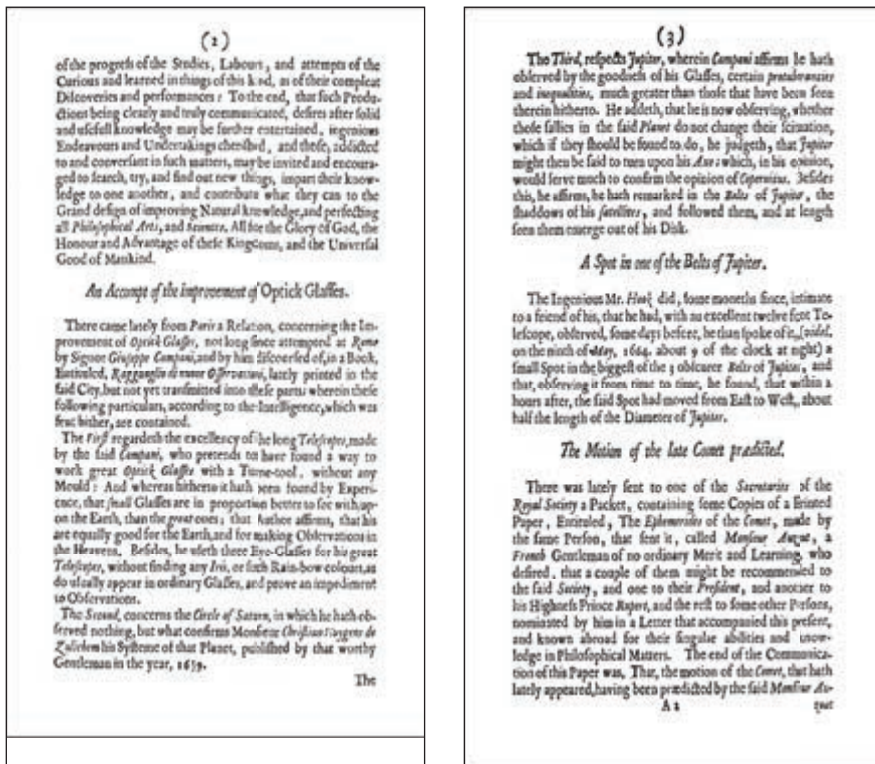 (2)
of the progreſs of the Studies, Labours, and attempts of the
Curious and learned in things of this kind, as of their compleat
Diſcoveries and performances: To the end, that ſuch Produ-
ctions being clearly and truly communicated, deſires after ſolid
and uſefull knowledge may be further entertained, ingenious
Endeavours and Undertakings cheriſhed, and thoſe, addicted
to and converſant in ſuch matters, may be invited and encoura-
ged to ſearch, try, and find out new things, impart their know-
ledge to one another, and contribute what they can to the
Grand deſign of improving Natural knowledge, and perfecting
all Philoſophical Arts, and Sciences. All for the Glory of God, the
Honour and Advantage of theſe Kingdoms, and the Univerſal
Good of Mankind.
An Accompt of the improvement of Optick Glaſſes.
There came lately from Paris a Relation, concerning the Im-
provement of Optick Glaſſes, not long ſince attempted at Rome
by Signor Giuſeppe Campani, and by him diſcourſed of, in a Book,
Entituled, Ragguaglio di nuove Oſſervationi, lately printed in the
ſaid City, but not yet tranſmitted into theſe parts wherein theſe
following particulars, according to the Intelligence, which was
ſent hither, are contained.
The Firſt regardeth the excellency of the long Teleſcopes, made
by the ſaid Campani, who pretends to have found a way to
work great Optick Glaſſes with a Turne-tool, without any
Mould: And whereas hitherto it hath been found by Experi-
ence, that ſmall Glaſſes are in proportion better to ſee with, up-
on the Earth, than the great ones; that Author affirms, that his
are equally good for the Earth, and for making Obſervations in
the Heavens. Beſides, he uſeth three Eye-Glaſſes for his great
Teleſcopes, without finding any Iris, or ſuch Rain-bow colours, as
do uſually appear in ordinary Glaſſes, and prove an impediment
to Obſervations.
The Second, concerns the Circle of Saturn, in which he hath ob-
ſerved nothing, but what confirms Monſieur Chriſtian Huygens de
Zulichem his Syſteme of that Planet, publiſhed by that worthy
Gentleman in the year, 1659.
The
(3)
The Third, reſpects Jupiter, wherein Campani affirms he hath
obſerved by the goodneſs of his Glaſſes, certain protuberancies
and inequalities, much greater than thoſe that have been ſeen
therein hitherto. He addeth, that he is now obſerving, whether
thoſe ſallies in the ſaid Planet do not change their ſcituation,
which if they ſhould be found to do, he judgeth, that Jupiter
might then be ſaid to turn upon his Axe; which, in his opinion,
would ſerve much to confirm the opinion of Copernicus. Beſides
this, he affirms, he hath remarked in the Belts of Jupiter, the
ſhaddows of his ſatellites, and followed them, and at length
ſeen them emerge out of his Disk.
A Spot in one of the Belts of Jupiter.
The Ingenious Mr. Hook did, ſome moneths ſince, intimate
to a friend of his, that he had, with an excellent twelve foot Te-
leſcope, obſerved, ſome days before, he than ſpoke of it, (videl.
on the ninth of May, 1664. about 9 of the clock at night) a
ſmall Spot in the biggeſt of the 3 obſcurer Belts of Jupiter, and
that, obſerving it from time to time, he found, that within 2
hours after, the ſaid Spot had moved from Eaſt to Weſt, about
half the length of the Diameter of Jupiter.
The Motion of the late Comet prædicted.
There was lately ſent to one of the Secretaries of the
Royal Society a Packet, containing ſome Copies of a Printed
Paper, Entituled, The Ephemerides of the Comet, made by
the ſame Perſon, that ſent it, called Monſieur Auzout, a
French Gentleman of no ordinary Merit and Learning, who
deſired, that a couple of them might be recommended to
the ſaid Society, and one to their Preſident, and another to
his Highneſs Prince Rupert, and the reſt to ſome other Perſons,
nominated by him in a Letter that accompanied this preſent,
and known abroad for their ſingular abilities and know-
ledge in Philoſophical Matters. The end of the Communica-
tion of this Paper was, That, the motion of the Comet, that hath
lately appeared, having been prædicted by the ſaid Monſieur Au-
A 2 zout